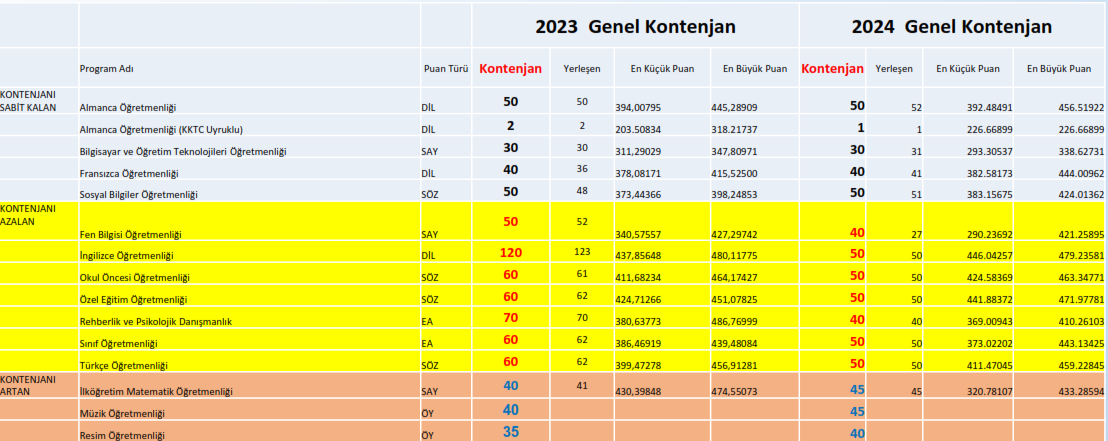 2023 Genel Kontenjan 2024 Genel Kontenjan
Program Adı Puan Türü Kontenjan Yerleşen En Küçük Puan En Büyük Puan Kontenjan Yerleşen En Küçük Puan En Büyük Puan
KONTENJANI
SABİT KALAN Almanca Öğretmenliği DİL 50 50 394,00795 445,28909 50 52 392.48491 456.51922
Almanca Öğretmenliği (KKTC Uyruklu) DİL 2 2 203.50834 318.21737 1 1 226.66899 226.66899
Bilgisayar ve Öğretim Teknolojileri Öğretmenliği SAY 30 30 311,29029 347,80971 30 31 293.30537 338.62731
Fransızca Öğretmenliği DİL 40 36 378,08171 415,52500 40 41 382.58173 444.00962
Sosyal Bilgiler Öğretmenliği SÖZ 50 48 373,44366 398,24853 50 51 383.15675 424.01362
KONTENJANI
AZALAN
Fen Bilgisi Öğretmenliği SAY 50 52 340,57557 427,29742 40 27 290.23692 421.25895
İngilizce Öğretmenliği DİL 120 123 437,85648 480,11775 50 50 446.04257 479.23581
Okul Öncesi Öğretmenliği SÖZ 60 61 411,68234 464,17427 50 50 424.58369 463.34771
Özel Eğitim Öğretmenliği SÖZ 60 62 424,71266 451,07825 50 50 441.88372 471.97781
Rehberlik ve Psikolojik Danışmanlık EA 70 70 380,63773 486,76999 40 40 369.00943 410.26103
Sınıf Öğretmenliği EA 60 62 386,46919 439,48084 50 50 373.02202 443.13425
Türkçe Öğretmenliği SÖZ 60 62 399,47278 456,91281 50 50 411.47045 459.22845
KONTENJANI
ARTAN İlköğretim Matematik Öğretmenliği SAY 40 41 430,39848 474,55073 45 45 320.78107 433.28594
Müzik Öğretmenliği ÖY 40 45
Resim Öğretmenliği ÖY 35 40